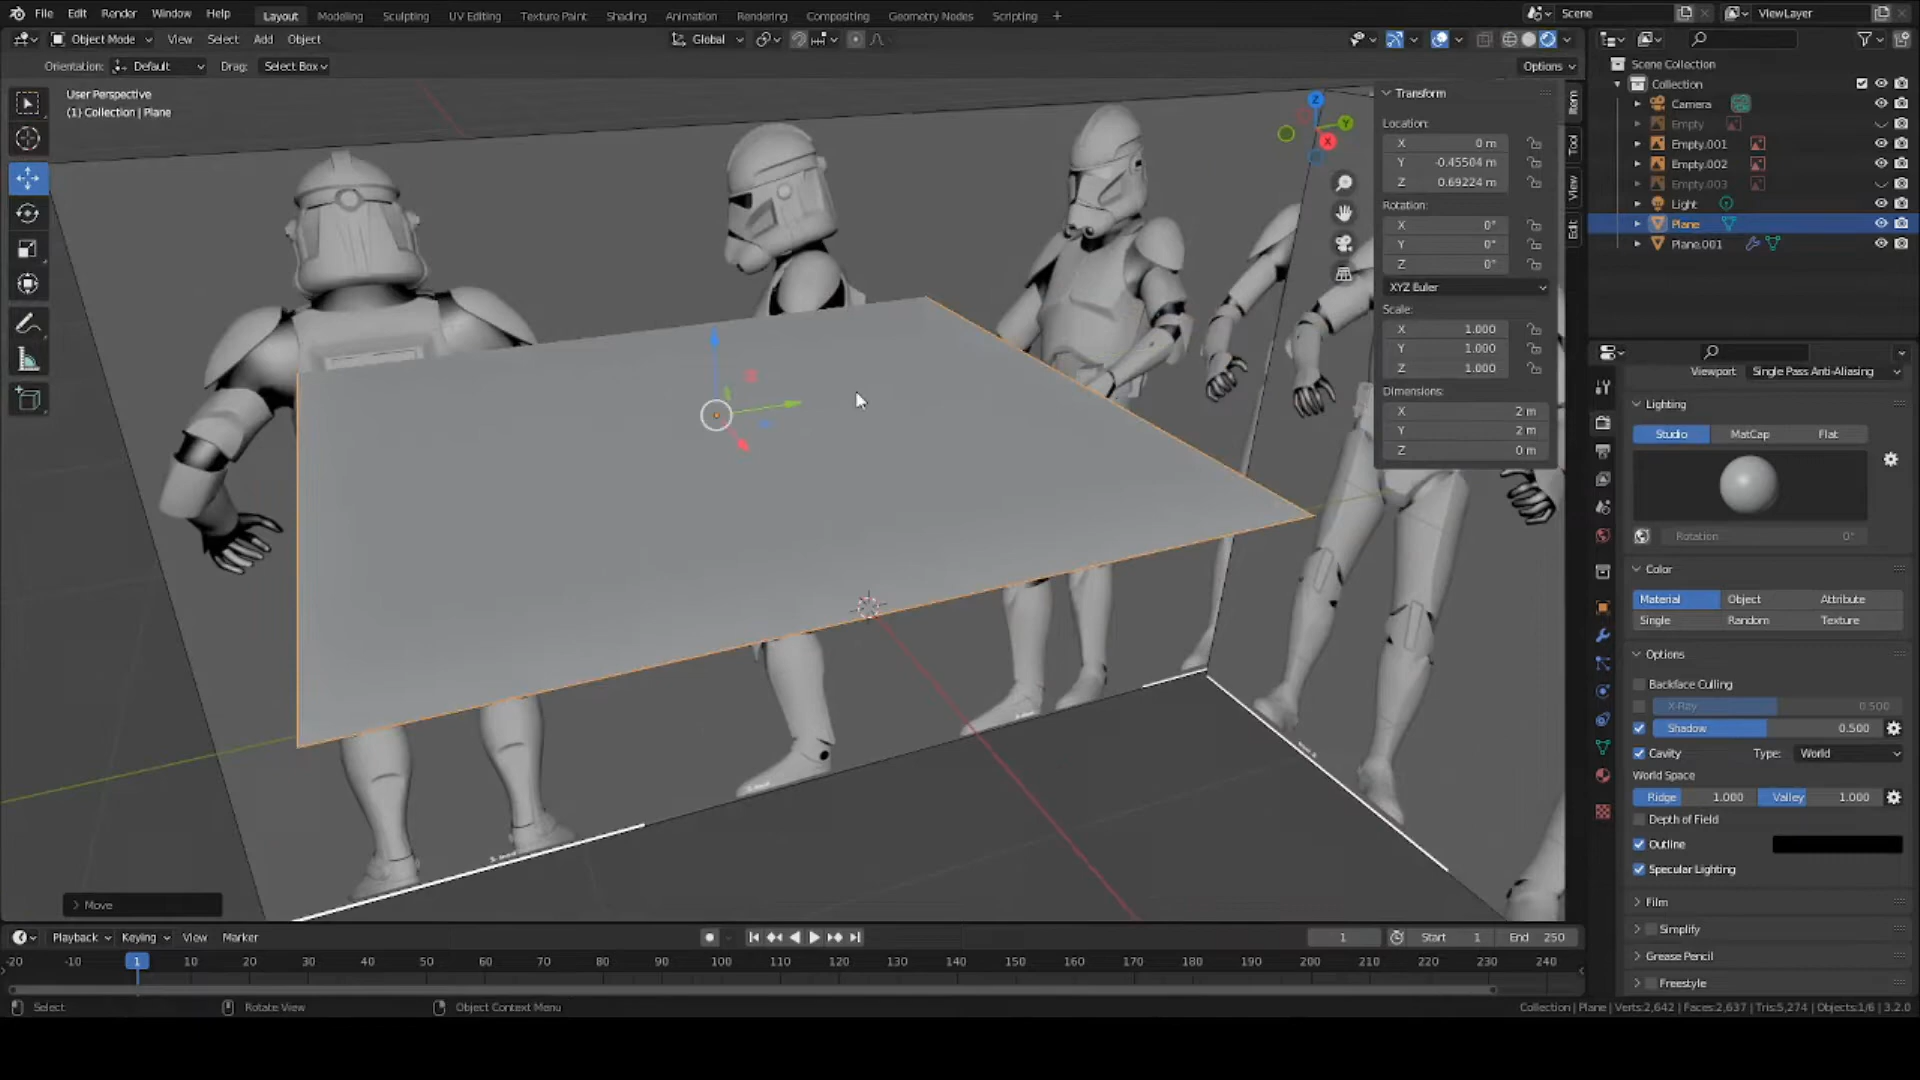 File Edit Render Window Help Layout Modeling Sculpting UV Editing Texture Paint Shading Animation Rendering Compositing Geometry Nodes Scripting + Scene ViewLayer
Object Mode View Select Add Object Global
Orientation: Default Drag: Select Box Options
User Perspective
(1) Collection | Plane
Transform
Location:
X 0 m
Y -0.45504 m
Z 0.69224 m
Rotation:
X 0°
Y 0°
Z 0°
XYZ Euler
Scale:
X 1.000
Y 1.000
Z 1.000
Dimensions:
X 2 m
Y 2 m
Z 0 m
Item
Tool
View
Edit
Z
Y
X
Scene Collection
Collection
Camera
Empty
Empty.001
Empty.002
Empty.003
Light
Plane
Plane.001
Viewport Single Pass Anti-Aliasing
Lighting
Studio MatCap Flat
Rotation 0°
Color
Material Object Attribute
Single Random Texture
Options
Backface Culling
X-Ray 0.500
Shadow 0.500
Cavity Type: World
World Space
Ridge 1.000 Valley 1.000
Depth of Field
Outline
Specular Lighting
Film
Simplify
Grease Pencil
Freestyle
Move
Playback Keying View Marker 1 Start 1 End 250
-20 -10 1 10 20 30 40 50 60 70 80 90 100 110 120 130 140 150 160 170 180 190 200 210 220 230 240
Select Rotate View Object Context Menu Collection | Plane | Verts:2,642 | Faces:2,637 | Tris:5,274 | Objects:1/6 | 3.2.0